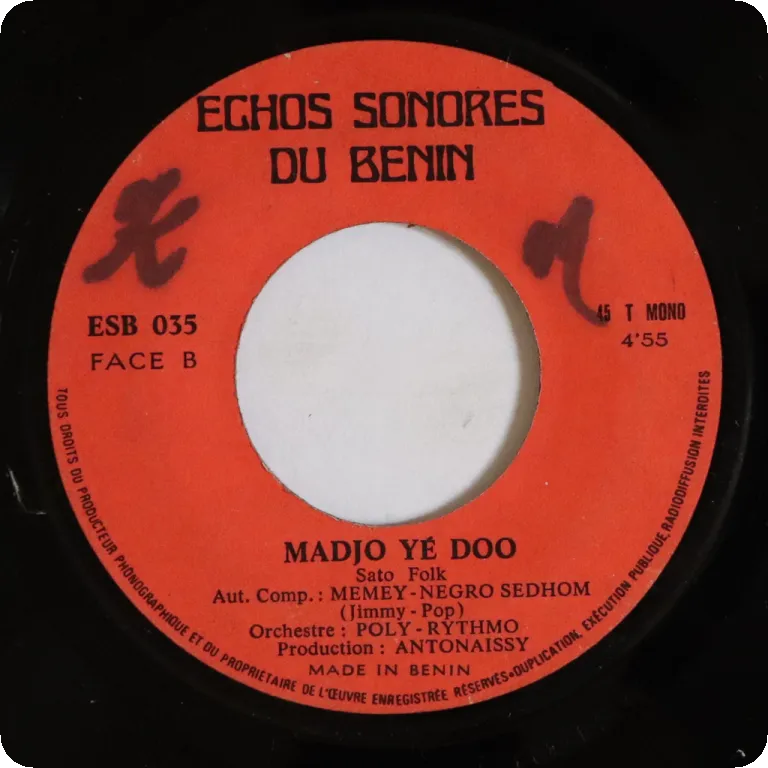 ECHOS SONORES
DU BENIN
ESB 035
FACE B
45 T MONO
4'55
MADJO YÉ DOO
Sato Folk
Aut. Comp. : MEMEY - NEGRO SEDHOM
(Jimmy - Pop)
Orchestre : POLY - RYTHMO
Production : ANTONAISSY
MADE IN BENIN
TOUS DROITS DU PRODUCTEUR PHONOGRAPHIQUE ET DU PROPRIETAIRE DE L'ŒUVRE ENREGISTRÉE RÉSERVÉS • DUPLICATION, EXÉCUTION PUBLIQUE, RADIODIFFUSION INTERDITES